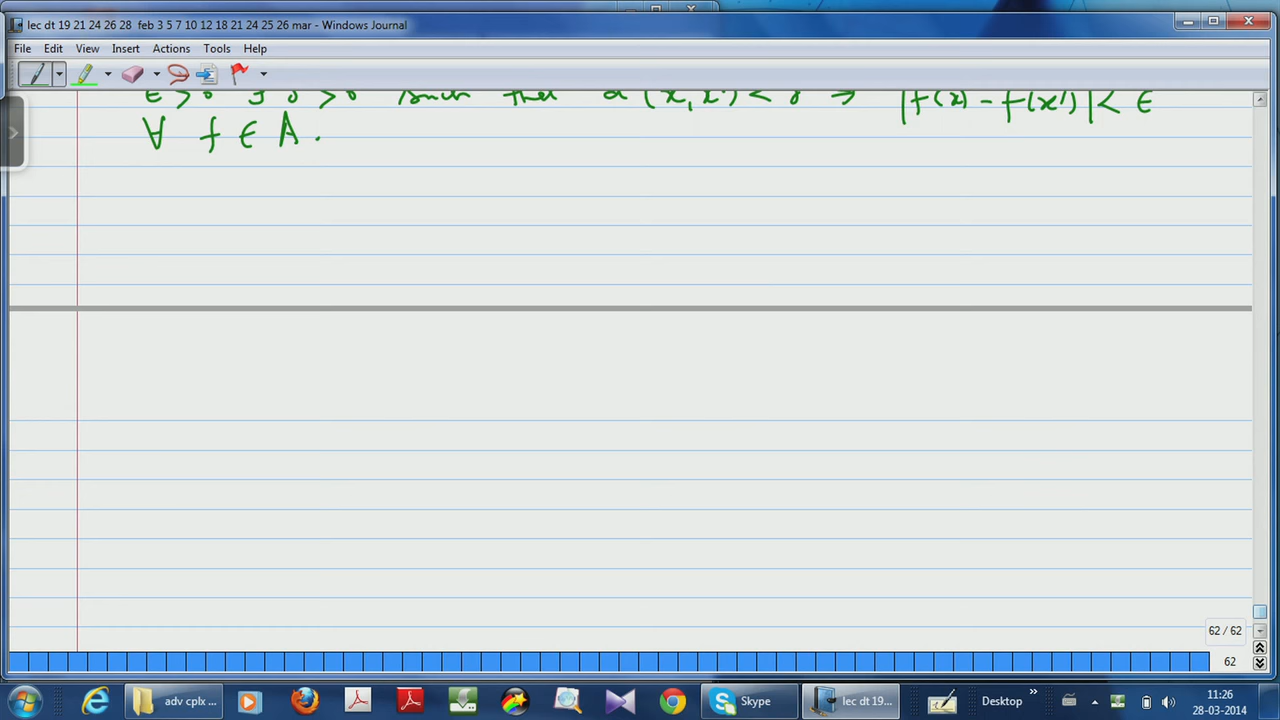 lec dt 19 21 24 26 28 feb 3 5 7 10 12 18 21 24 25 26 mar - Windows Journal
File Edit View Insert Actions Tools Help
ε > 0 ∃ δ > 0 such that d (x, x') < δ ⇒ |f(x) - f(x')| < ε
∀ f ∈ A.
62 / 62
62
adv cplx ...
Skype
lec dt 19...
Desktop
»
11:26
28-03-2014